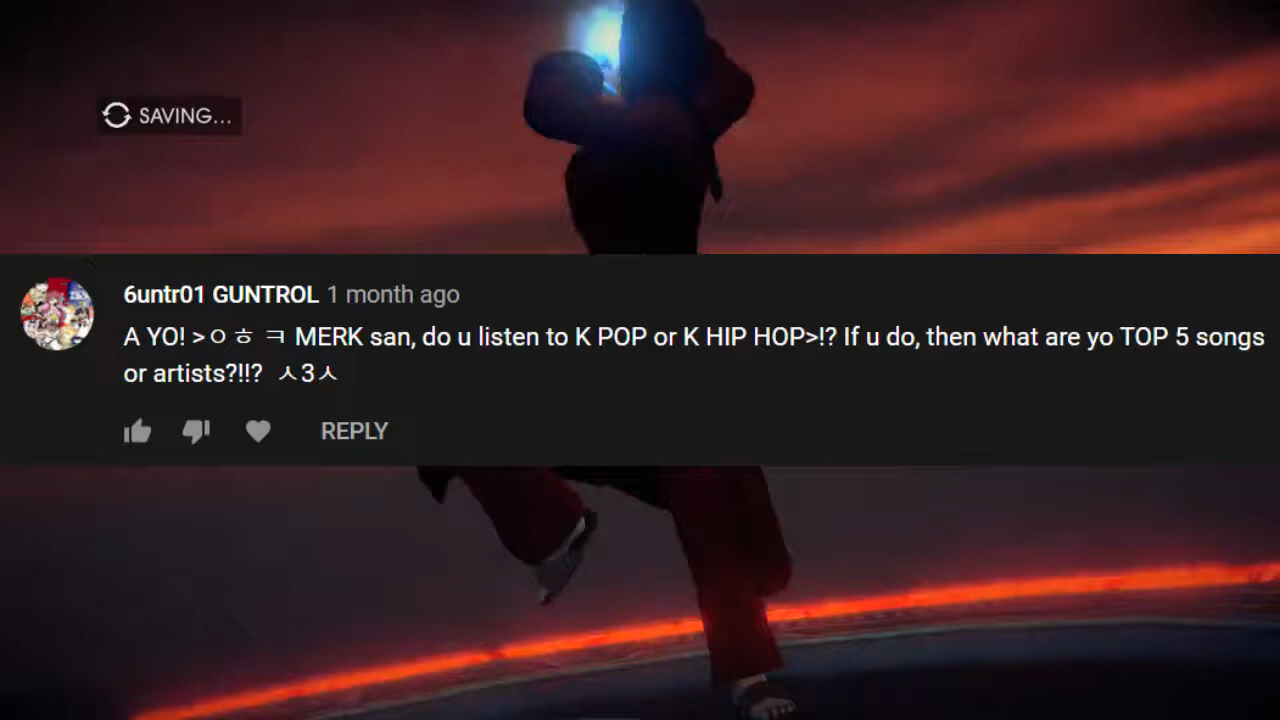 SAVING...
6untr01 GUNTROL 1 month ago
A YO! >ㅇㅎ ㅋ MERK san, do u listen to K POP or K HIP HOP>!? If u do, then what are yo TOP 5 songs
or artists?!!? ㅅ3ㅅ
REPLY